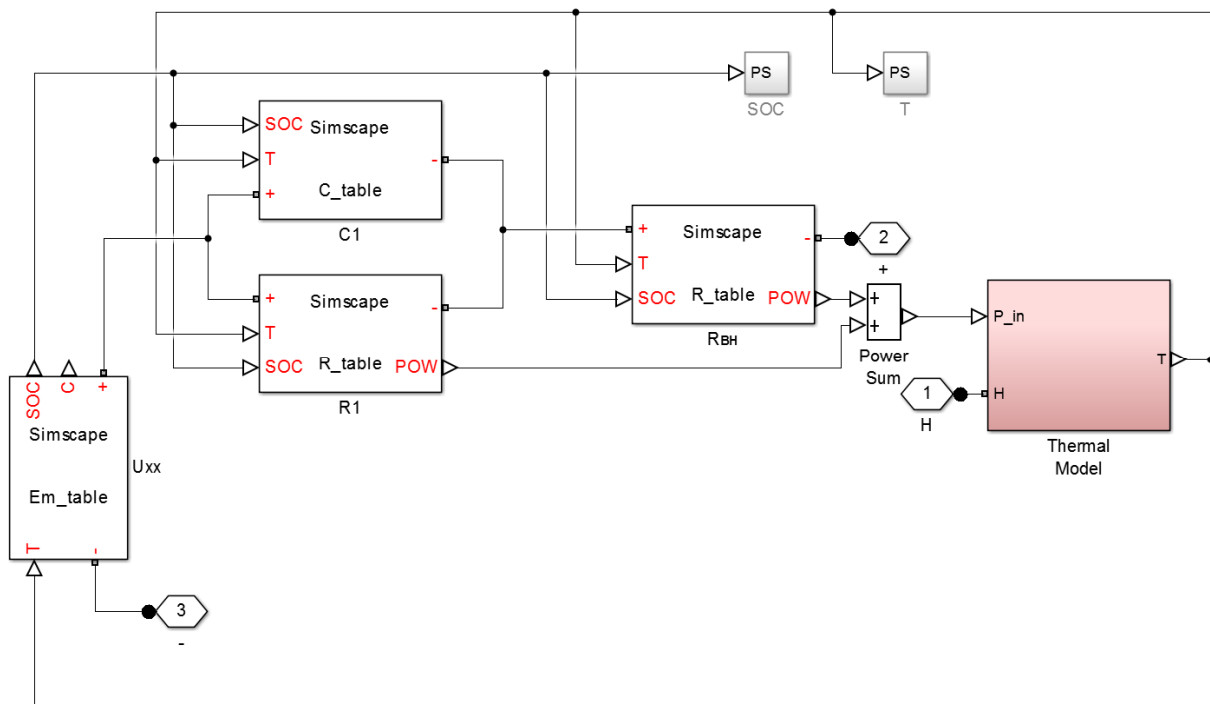 PS
SOC
PS
T
SOC
Simscape
T
-
+
C_table
C1
+
Simscape
-
T
R_table
SOC
POW
R1
+
Simscape
-
T
R_table
SOC
POW
Rвн
2
+
+
+
Power
Sum
P_in
T
H
Thermal
Model
1
H
SOC
C
+
Simscape
Uxx
Em_table
T
-
3
-